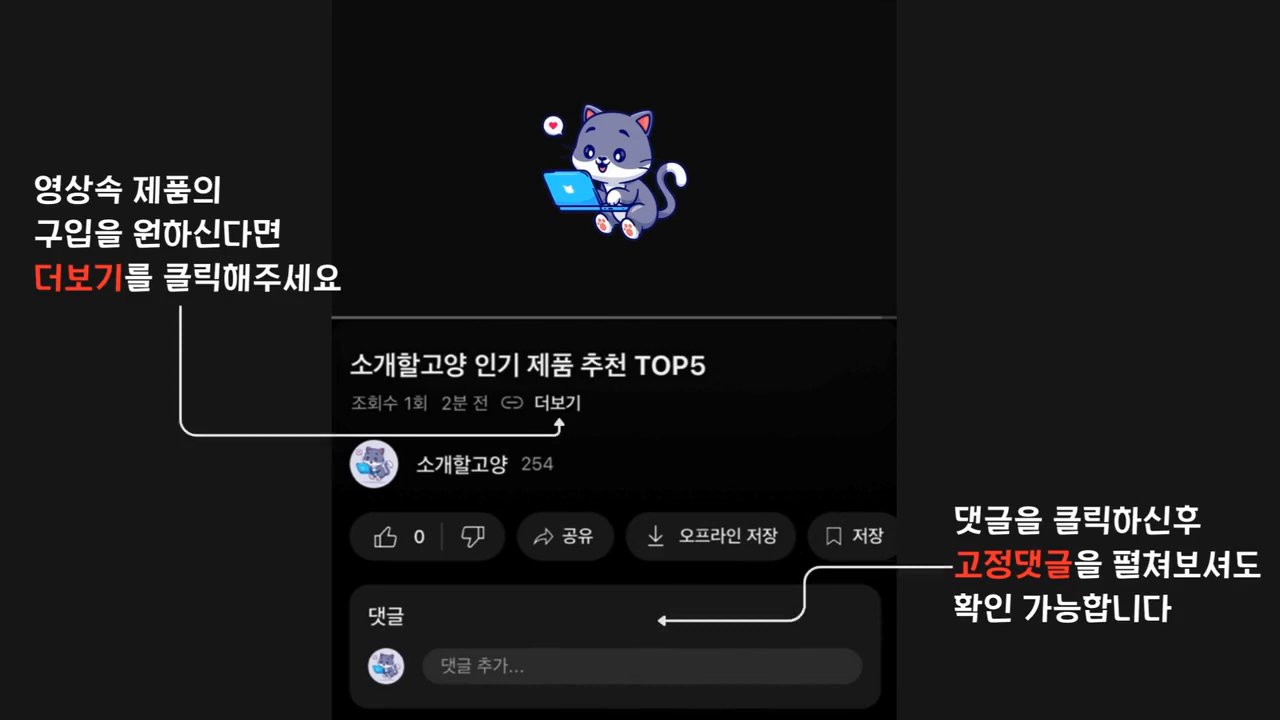 영상속 제품의
구입을 원하신다면
더보기를 클릭해주세요
소개할고양 인기 제품 추천 TOP5
조회수 1회 2분 전 더보기
소개할고양 254
0 공유 오프라인 저장 저장
댓글을 클릭하신후
고정댓글을 펼쳐보셔도
확인 가능합니다
댓글
댓글 추가...